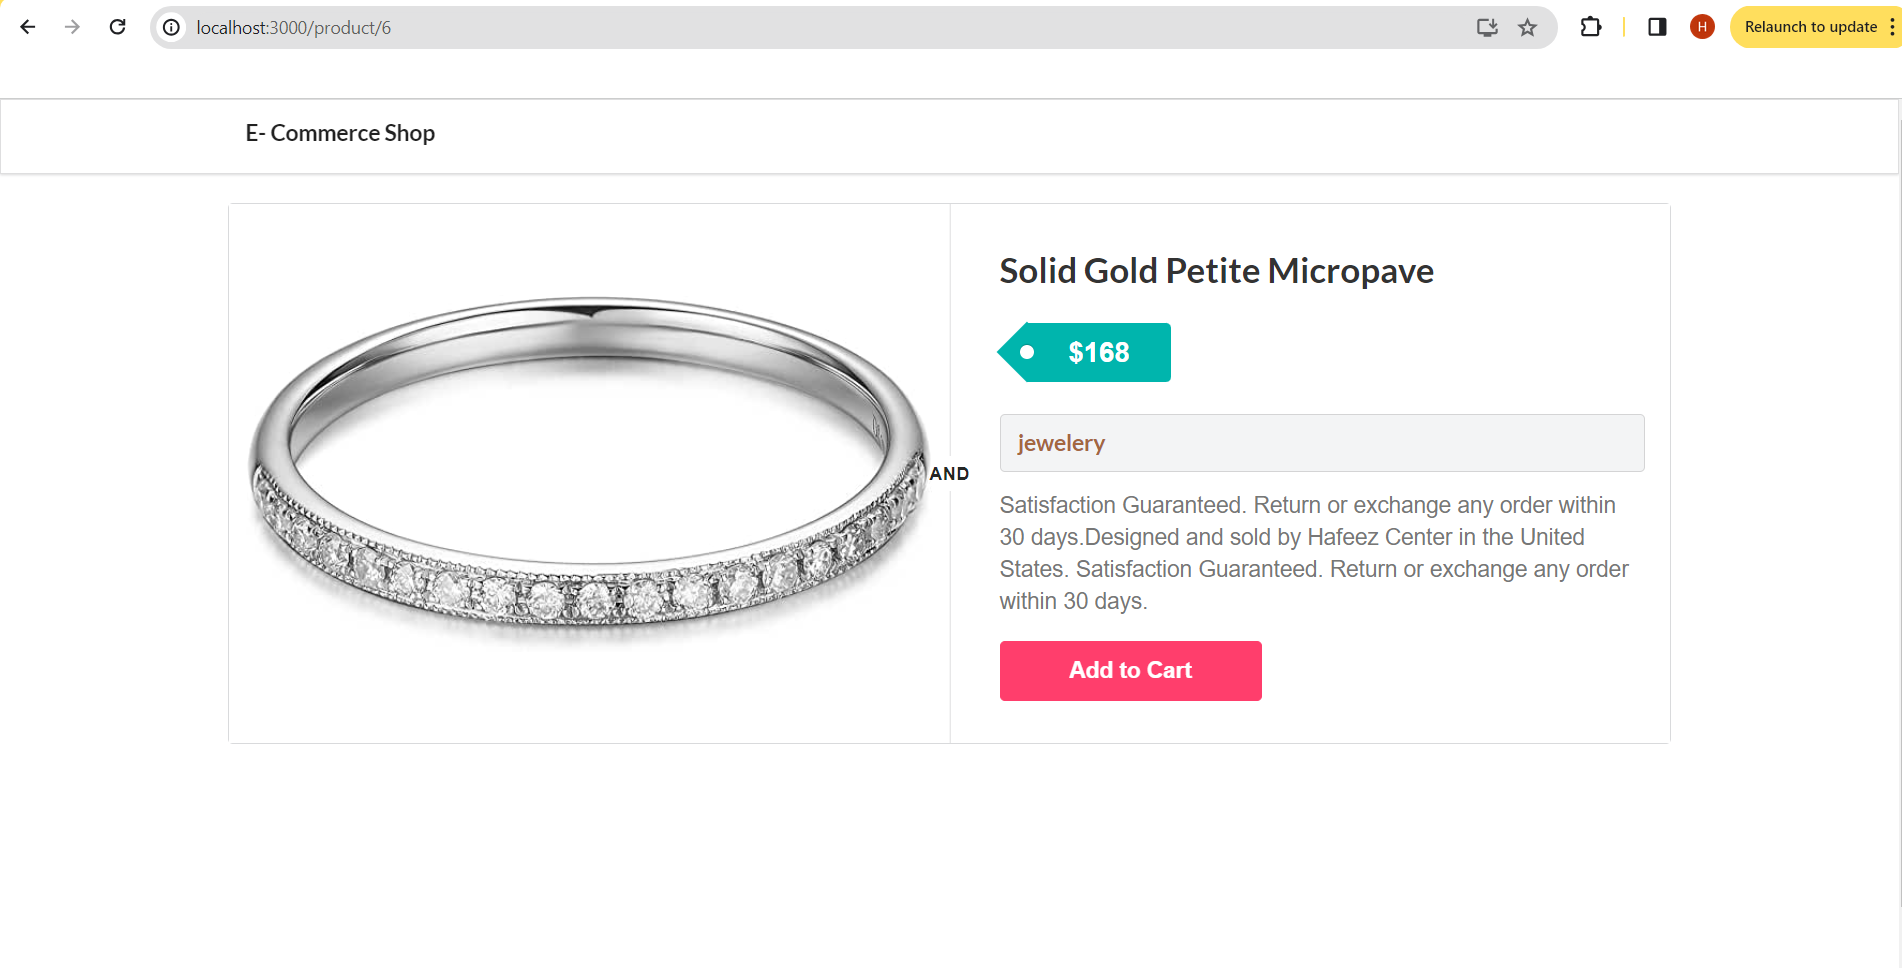 localhost:3000/product/6
H
Relaunch to update
E- Commerce Shop
Solid Gold Petite Micropave
$168
jewelery
AND
Satisfaction Guaranteed. Return or exchange any order within
30 days.Designed and sold by Hafeez Center in the United
States. Satisfaction Guaranteed. Return or exchange any order
within 30 days.
Add to Cart